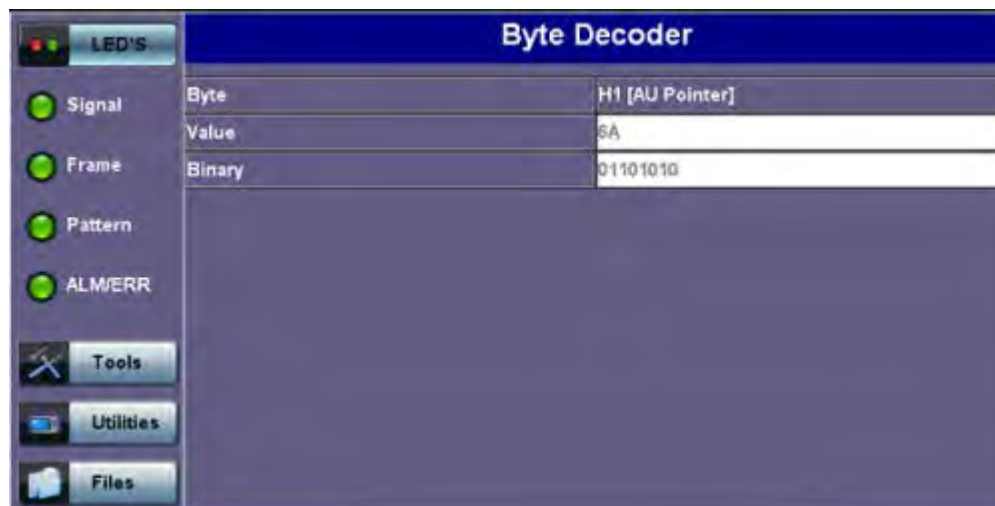 Byte Decoder
LED'S
Signal
Frame
Pattern
ALM/ERR
Tools
Utilities
Files
Byte H1 [AU Pointer]
Value 6A
Binary 01101010